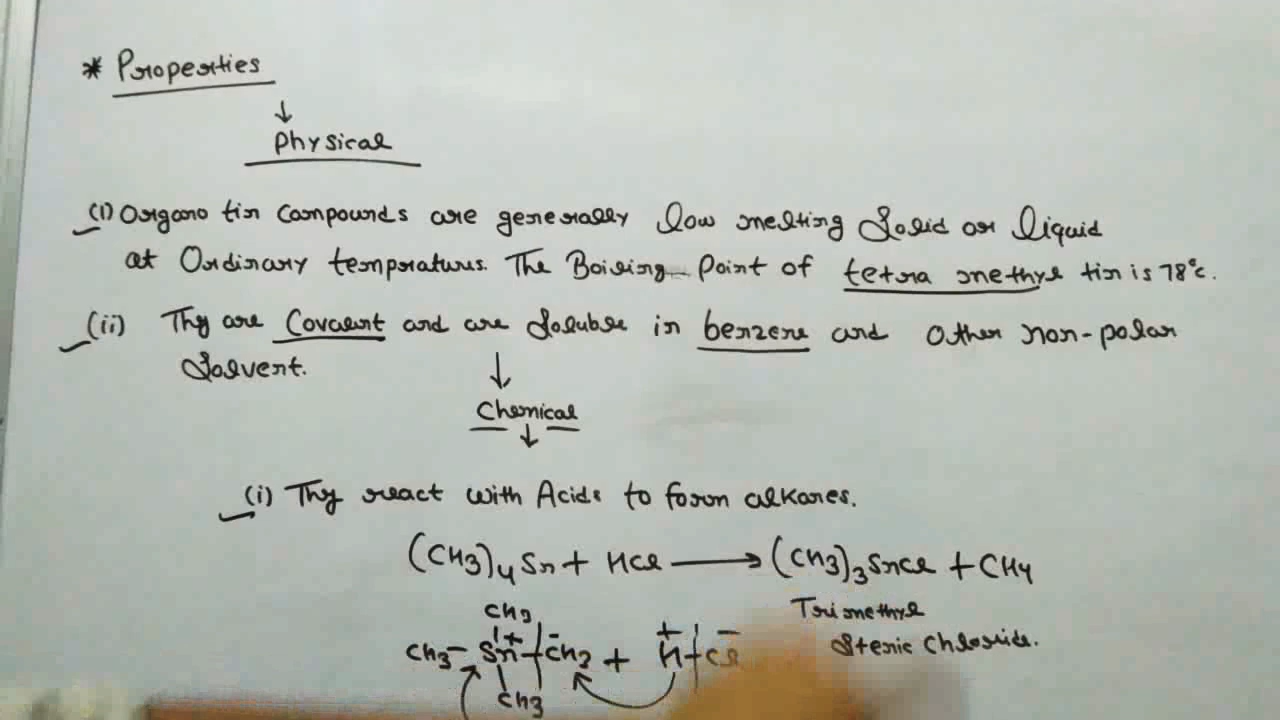 * Properties
↓
Physical
(i) Organo tin compounds are generally low melting Solid or liquid
at Ordinary tempraturs. The Boiling Point of tetra methyl tin is 78°c.
(ii) Thy are Covalent and are Soluble in benzene and other non-polar
Solvent.
↓
Chemical
↓
(i) Thy react with Acids to form alkanes.
(CH3)4Sn + HCl → (CH3)3SnCl + CH4
Trimethyl
Stenic Chloride.
CH3
CH3 - Sn + - CH3 - + H + - Cl -
CH3